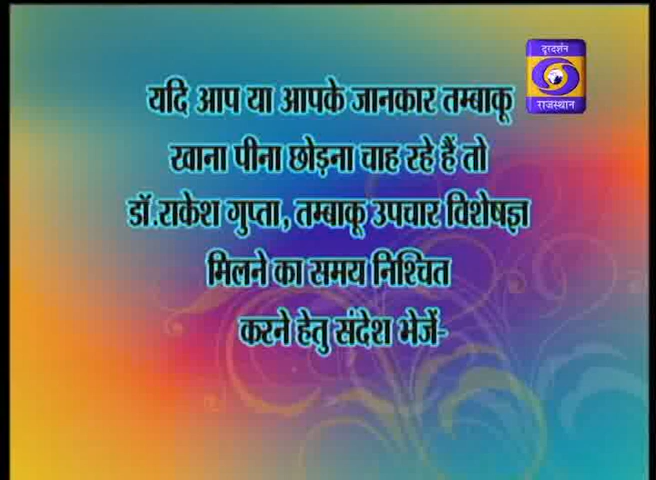 दूरदर्शन
राजस्थान
यदि आप या आपके जानकार तम्बाकू
खाना पीना छोड़ना चाह रहे हैं तो
डॉ.राकेश गुप्ता, तम्बाकू उपचार विशेषज्ञ
मिलने का समय निश्चित
करने हेतु संदेश भेजें-